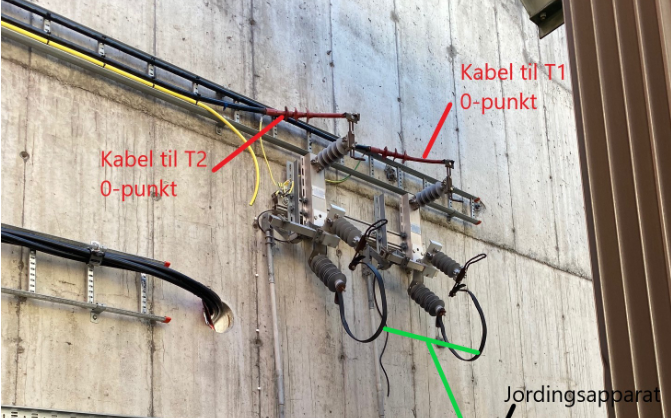 Kabel til T1
0-punkt
Kabel til T2
0-punkt
Jordingsapparat